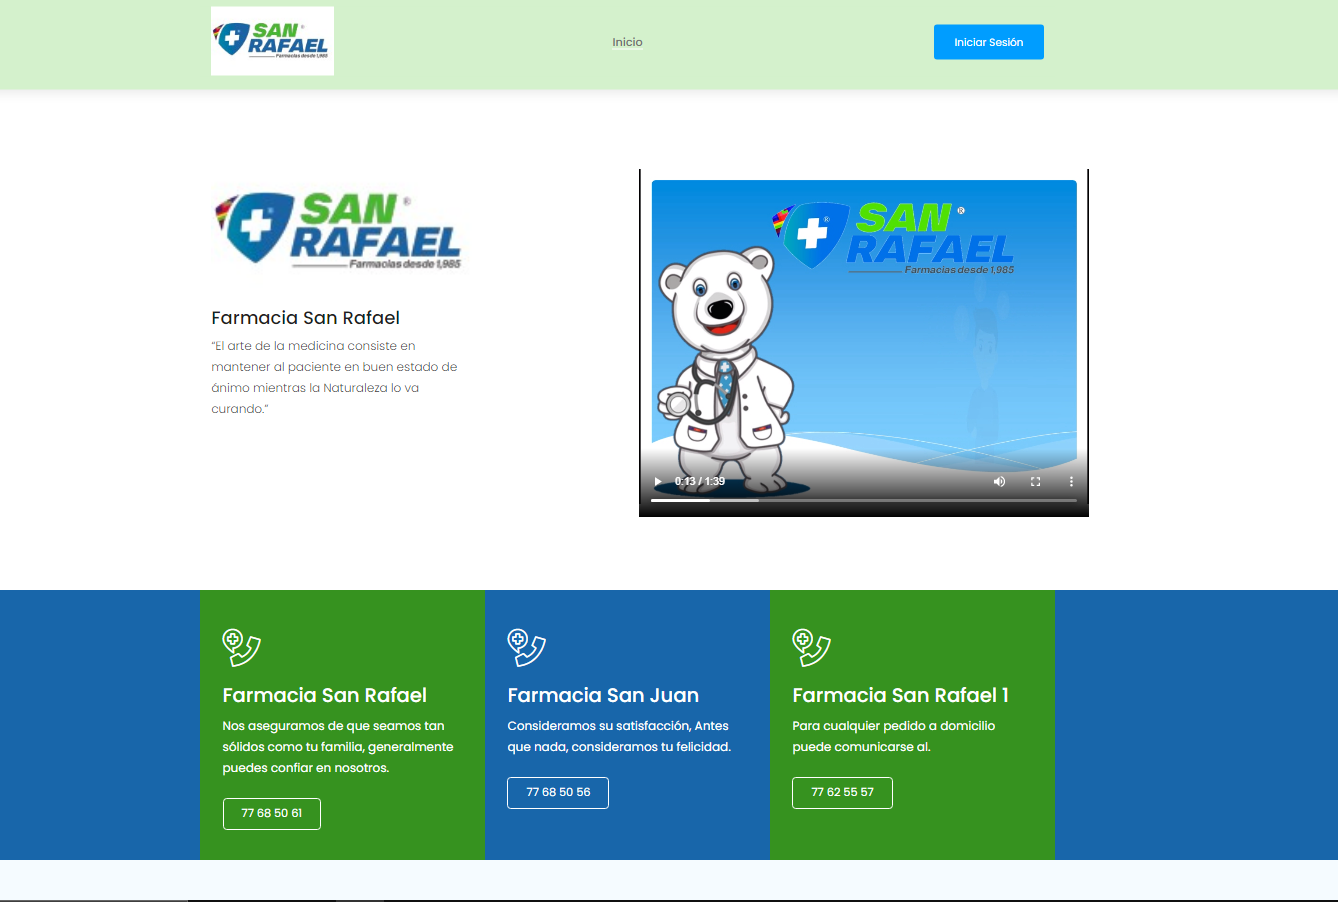 SAN ®
RAFAEL
Farmacias desde 1,985
Inicio
Iniciar Sesión
SAN ®
RAFAEL
Farmacias desde 1,985
Farmacia San Rafael
“El arte de la medicina consiste en
mantener al paciente en buen estado de
ánimo mientras la Naturaleza lo va
curando.”
SAN ®
RAFAEL
Farmacias desde 1,985
0:13 / 1:39
Farmacia San Rafael
Nos aseguramos de que seamos tan
sólidos como tu familia, generalmente
puedes confiar en nosotros.
77 68 50 61
Farmacia San Juan
Consideramos su satisfacción, Antes
que nada, consideramos tu felicidad.
77 68 50 56
Farmacia San Rafael 1
Para cualquier pedido a domicilio
puede comunicarse al.
77 62 55 57